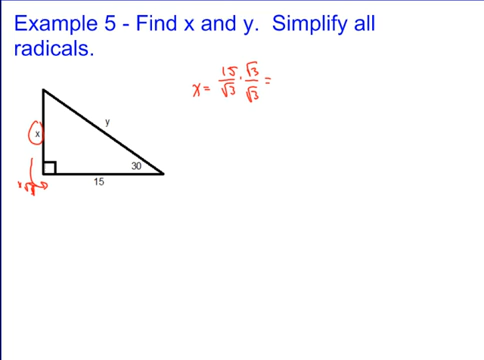 Example 5 - Find x and y.  Simplify all
radicals.
x = 15/√3 · √3/√3 =
y
x
30
15